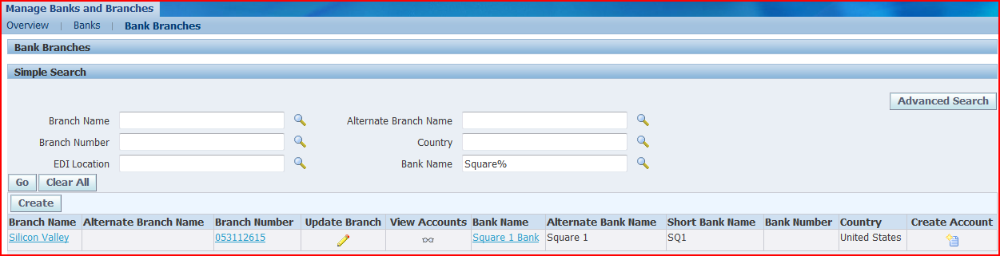 Manage Banks and Branches
Overview | Banks | Bank Branches
Bank Branches
Simple Search
Advanced Search
Branch Name Alternate Branch Name
Branch Number Country
EDI Location Bank Name Square%
Go Clear All
Create
Branch Name Alternate Branch Name Branch Number Update Branch View Accounts Bank Name Alternate Bank Name Short Bank Name Bank Number Country Create Account
Silicon Valley 053112615 Square 1 Bank Square 1 SQ1 United States